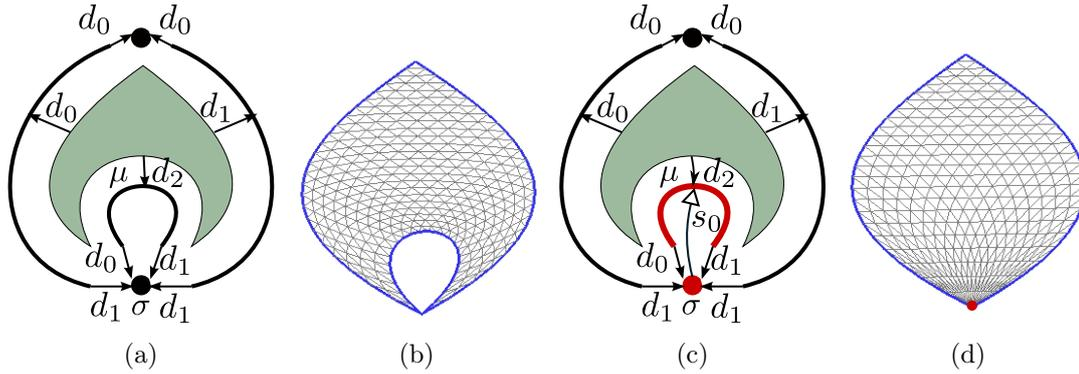 d₀ d₀
d₀ d₁
μ d₂
d₀ d₁
d₁ σ d₁
(a)
(b)
d₀ d₀
d₀ d₁
μ d₂
s₀
d₀ d₁
d₁ σ d₁
(c)
(d)